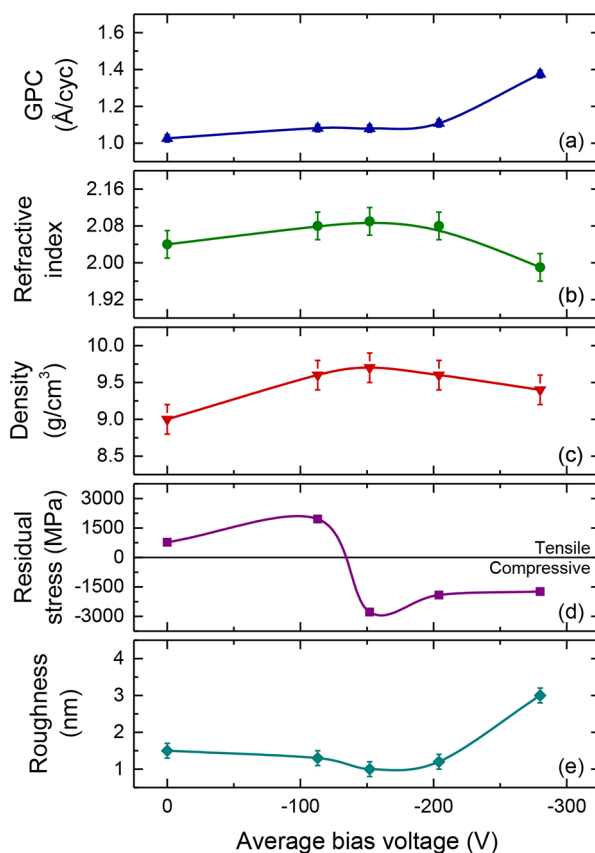 GPC
(Å/cyc)
1.6
1.4
1.2
1.0
(a)
Refractive
index
2.16
2.08
2.00
1.92
(b)
Density
(g/cm³)
10.0
9.5
9.0
8.5
(c)
Residual
stress (MPa)
3000
1500
0
-1500
-3000
Tensile
Compressive
(d)
Roughness
(nm)
4
3
2
1
(e)
0 -100 -200 -300
Average bias voltage (V)